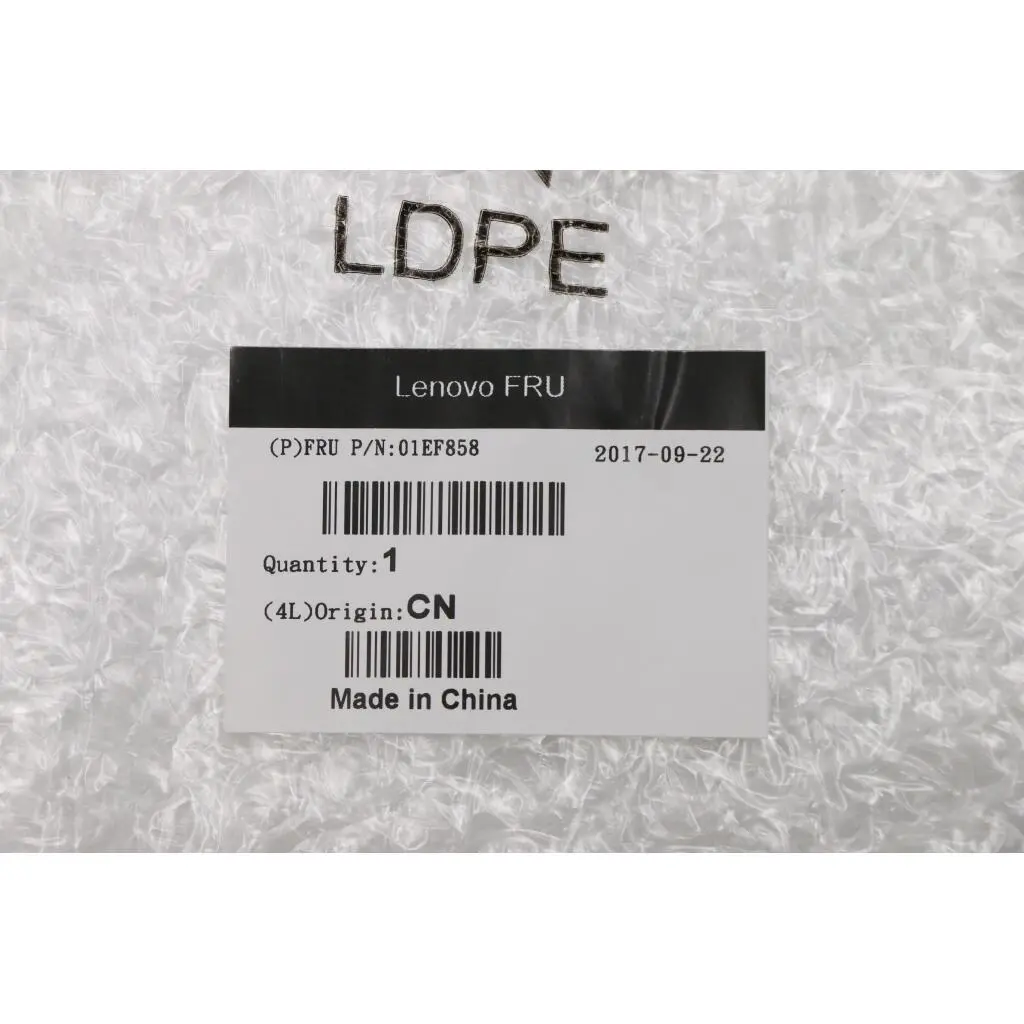 LDPE
Lenovo FRU
(P)FRU P/N:01EF858 2017-09-22
Quantity:1
(4L)Origin:CN
Made in China